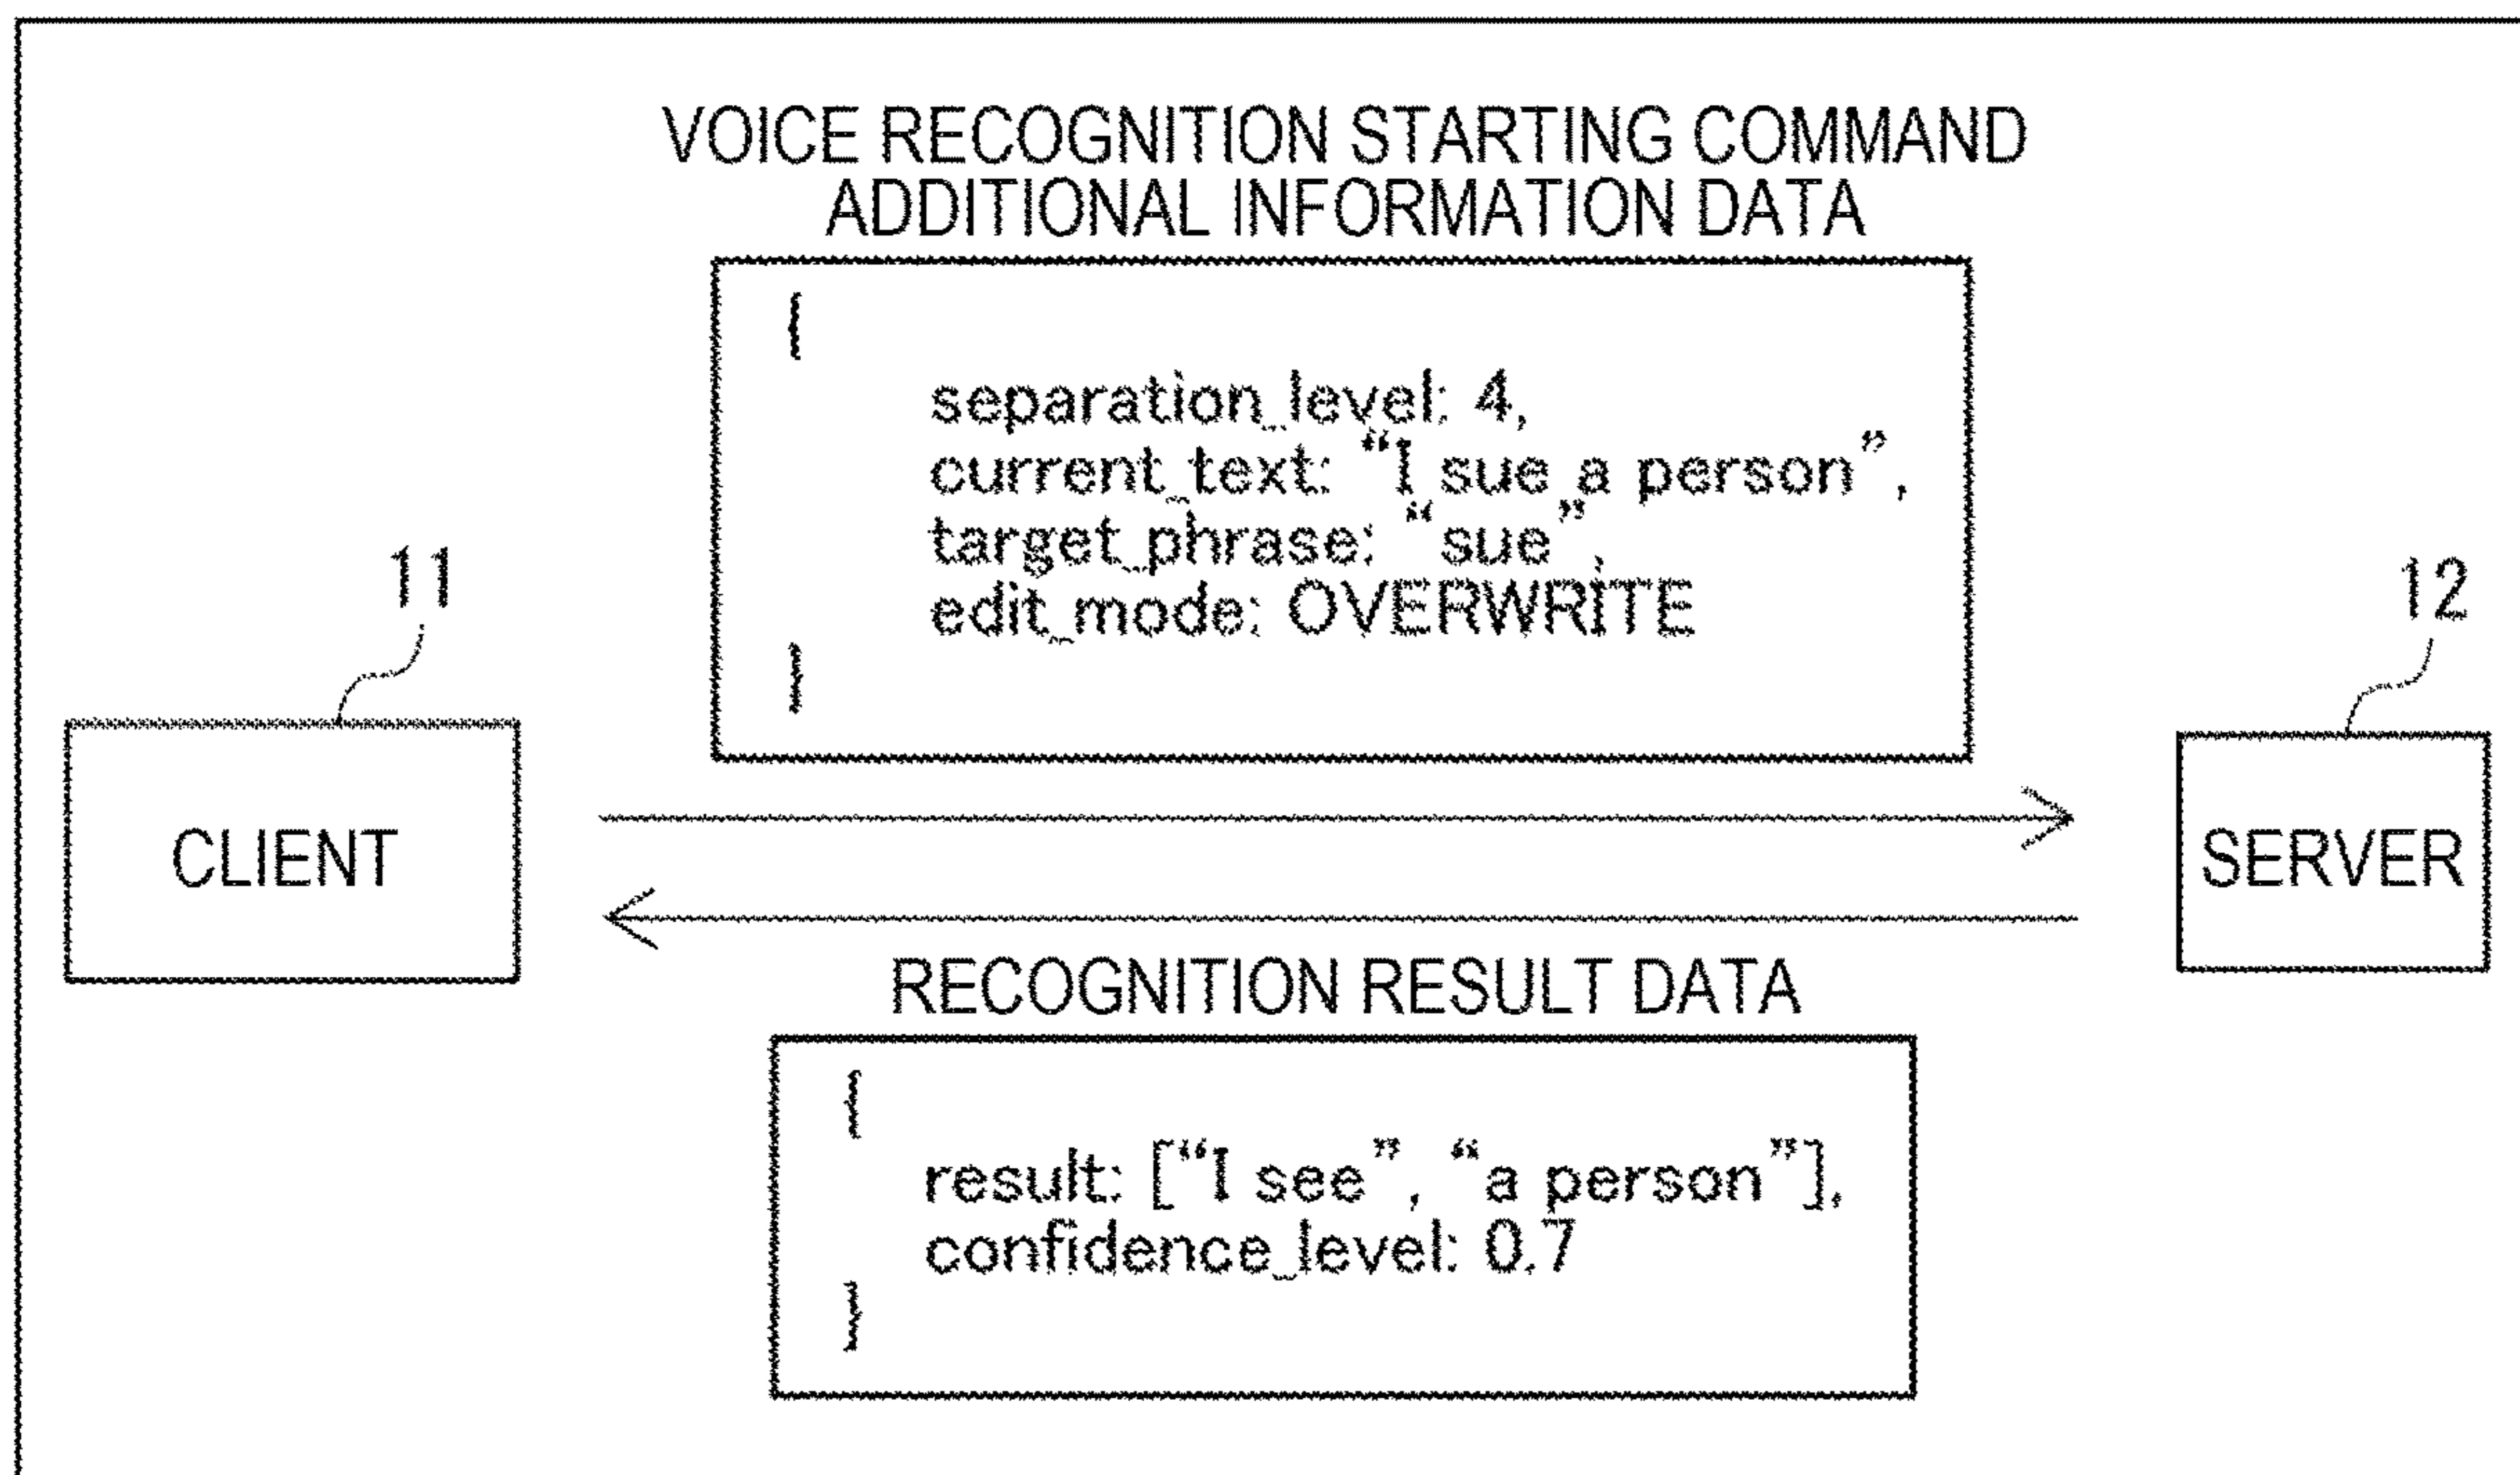 VOICE RECOGNITION STARTING COMMAND
ADDITIONAL INFORMATION DATA
{
separation_level: 4,
current_text: “I sue a person”,
target_phrase: “sue”,
edit_mode: OVERWRITE
}
11
12
CLIENT
SERVER
RECOGNITION RESULT DATA
{
result: [“I see”, “a person”],
confidence_level: 0.7
}